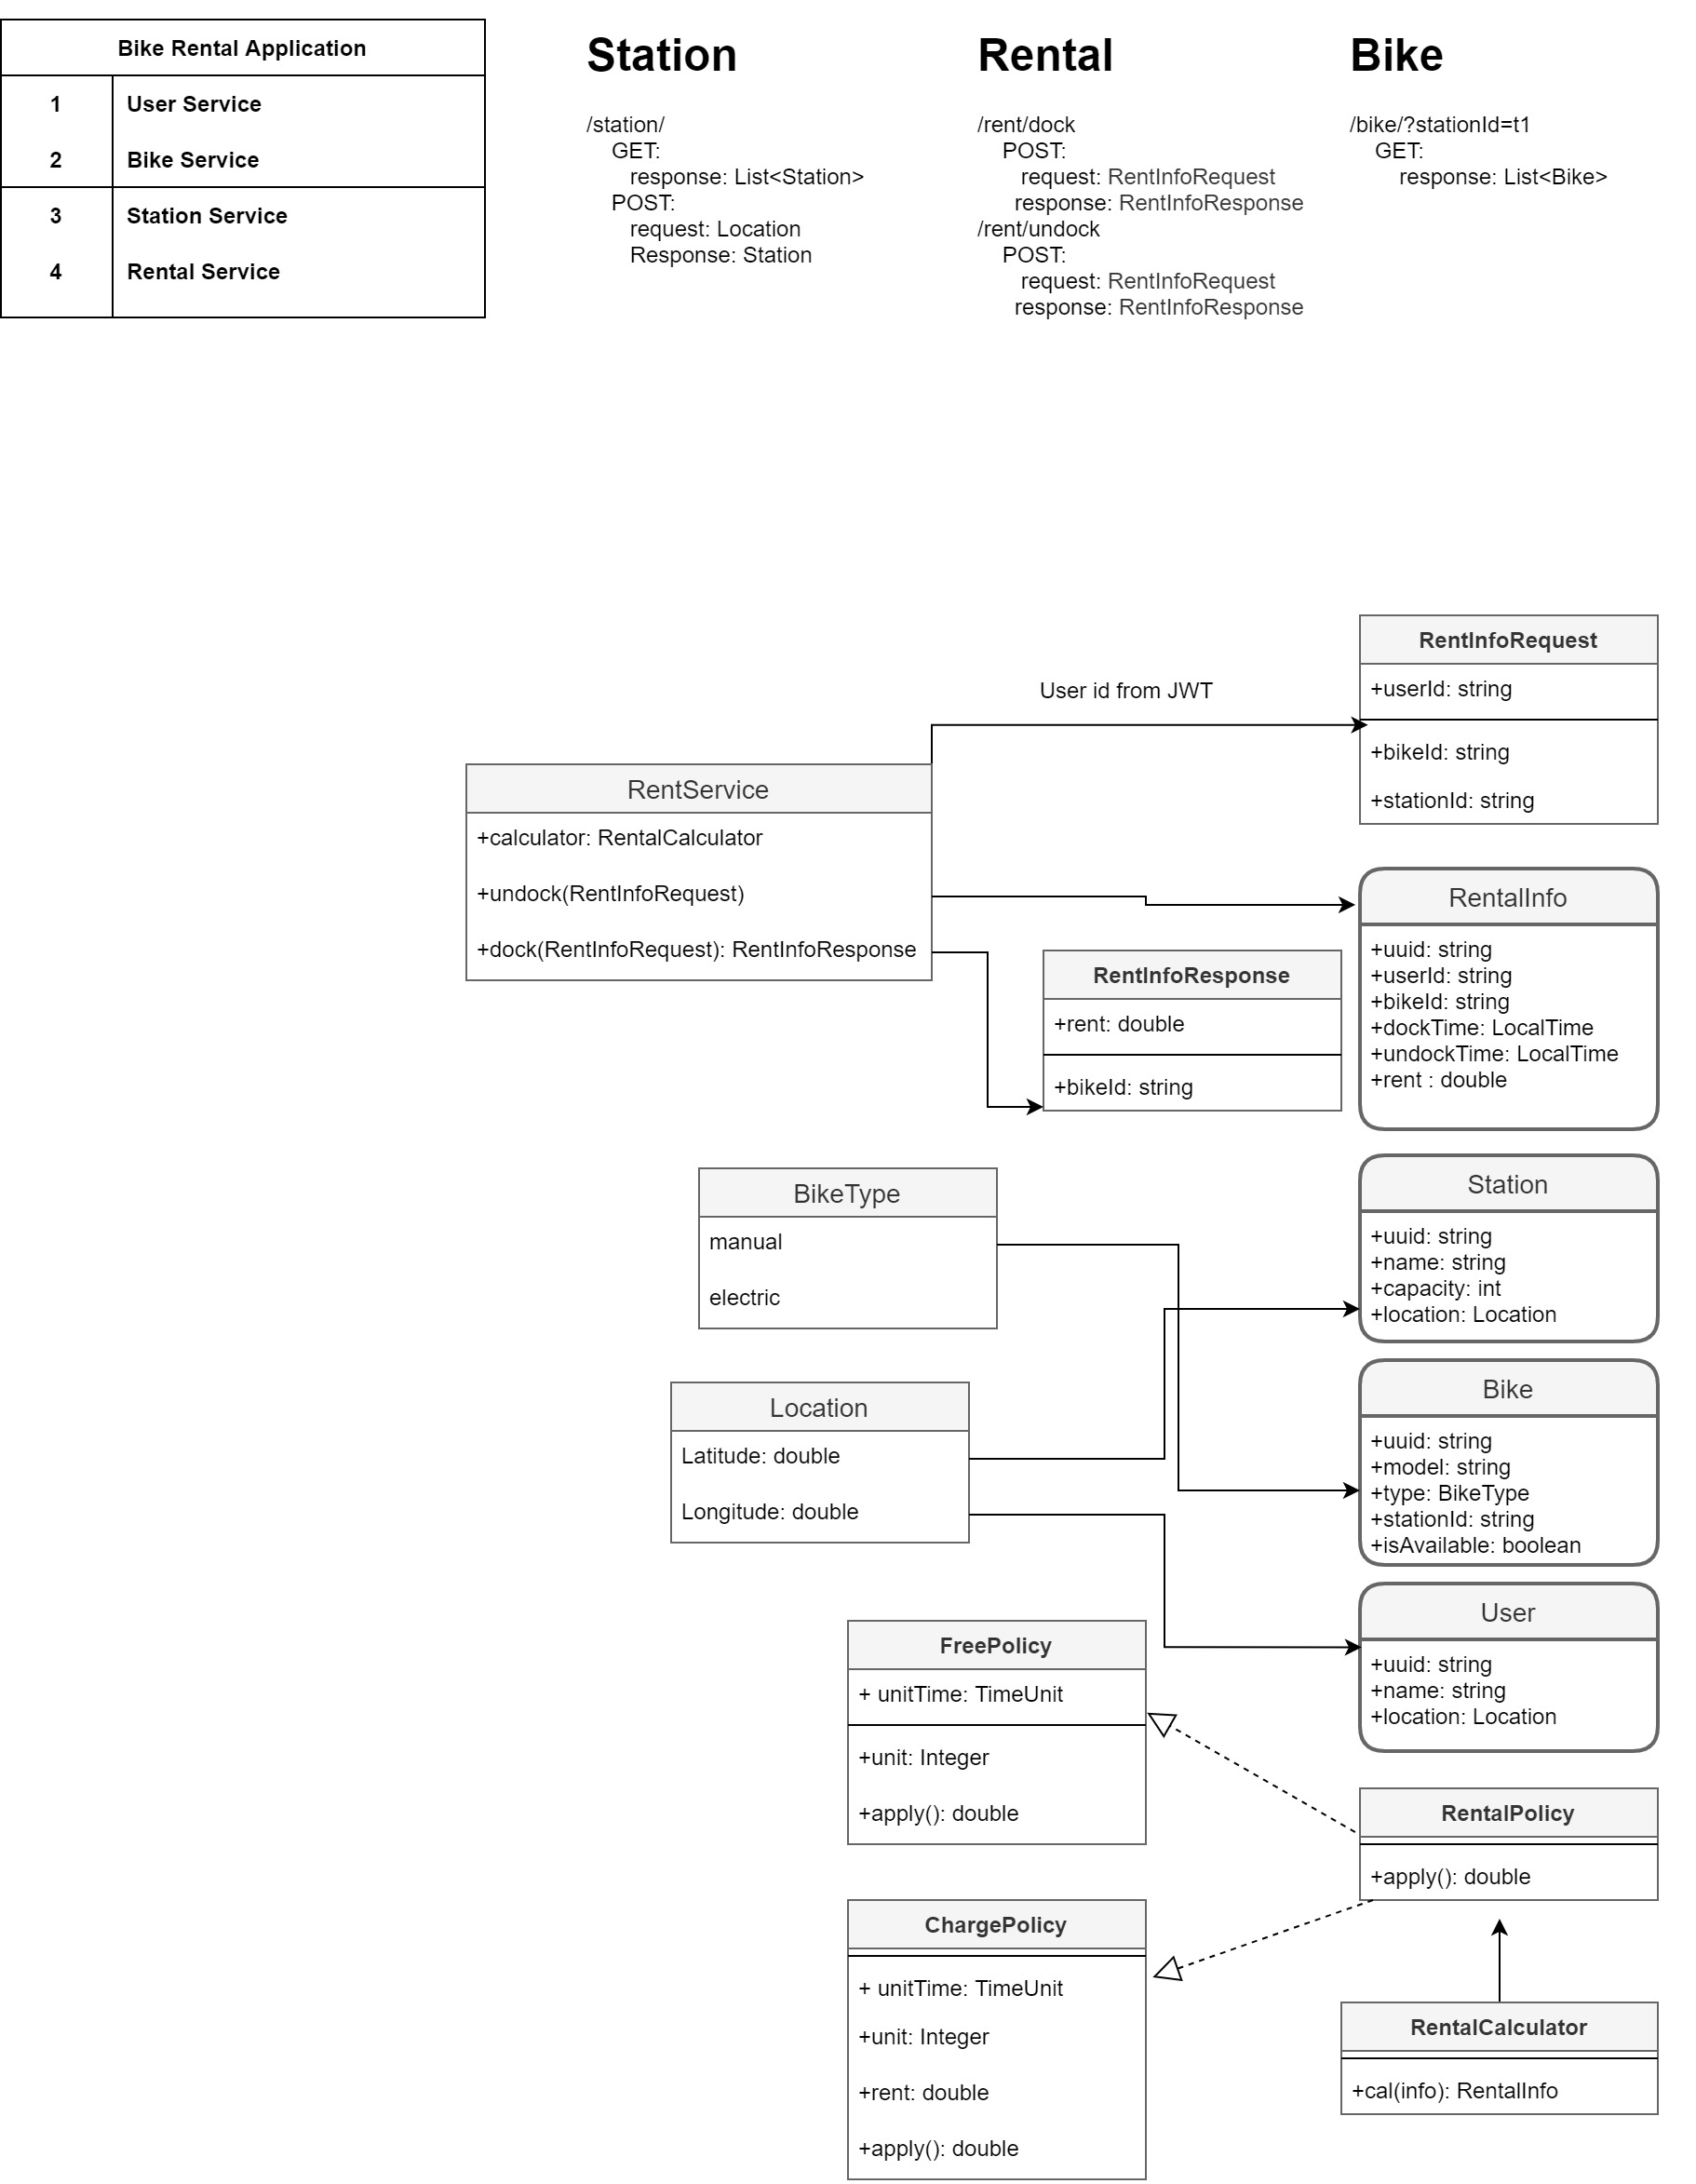 Bike Rental Application
1 User Service
2 Bike Service
3 Station Service
4 Rental Service
Station
/station/
GET:
response: List<Station>
POST:
request: Location
Response: Station
Rental
/rent/dock
POST:
request: RentInfoRequest
response: RentInfoResponse
/rent/undock
POST:
request: RentInfoRequest
response: RentInfoResponse
Bike
/bike/?stationId=t1
GET:
response: List<Bike>
User id from JWT
RentInfoRequest
+userId: string
+bikeId: string
+stationId: string
RentService
+calculator: RentalCalculator
+undock(RentInfoRequest)
+dock(RentInfoRequest): RentInfoResponse
RentalInfo
+uuid: string
+userId: string
+bikeId: string
+dockTime: LocalTime
+undockTime: LocalTime
+rent : double
RentInfoResponse
+rent: double
+bikeId: string
BikeType
manual
electric
Station
+uuid: string
+name: string
+capacity: int
+location: Location
Location
Latitude: double
Longitude: double
Bike
+uuid: string
+model: string
+type: BikeType
+stationId: string
+isAvailable: boolean
User
+uuid: string
+name: string
+location: Location
FreePolicy
+ unitTime: TimeUnit
+unit: Integer
+apply(): double
RentalPolicy
+apply(): double
ChargePolicy
+ unitTime: TimeUnit
+unit: Integer
+rent: double
+apply(): double
RentalCalculator
+cal(info): RentalInfo